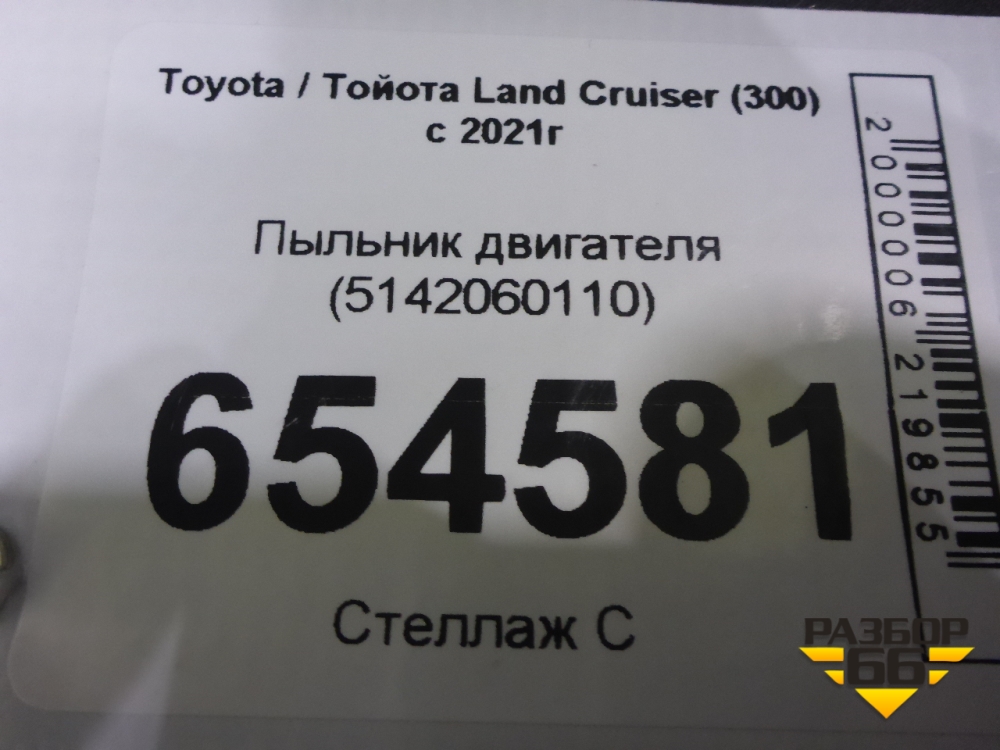 Toyota / Тойота Land Cruiser (300)
с 2021г
Пыльник двигателя
(5142060110)
654581
Стеллаж С
2000006219855
РАЗБОР
66